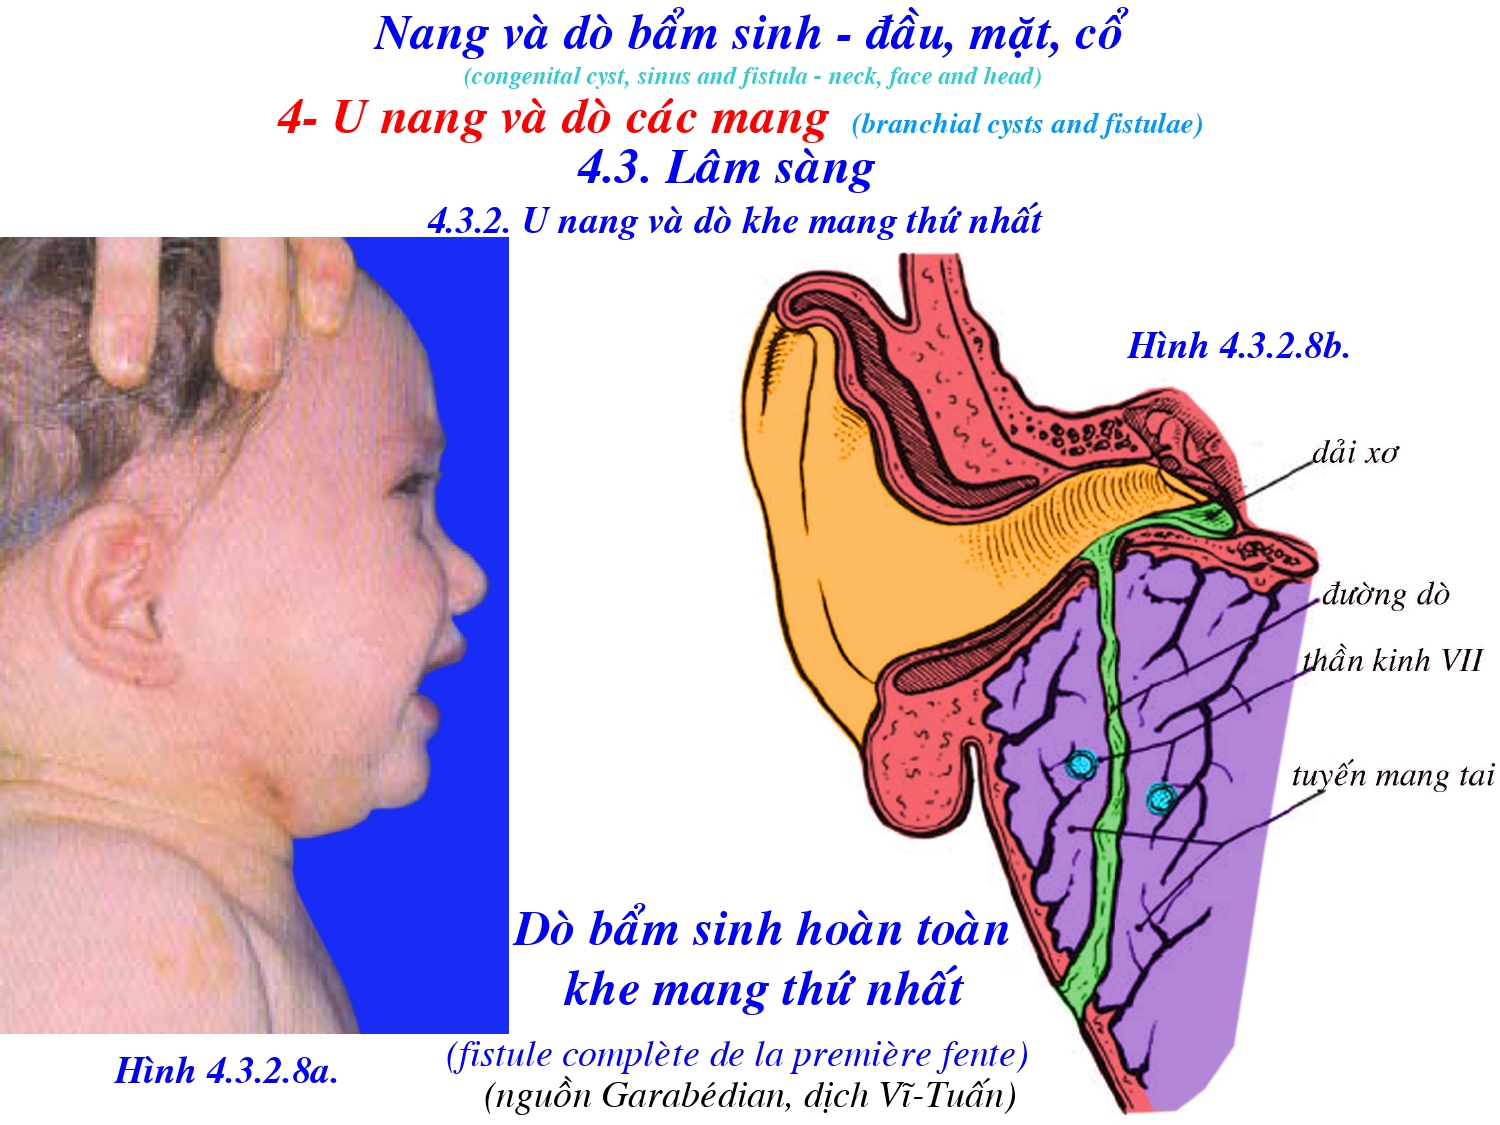 Nang và dò bẩm sinh - đầu, mặt, cổ
(congenital cyst, sinus and fistula - neck, face and head)
4- U nang và dò các mang (branchial cysts and fistulae)
4.3. Lâm sàng
4.3.2. U nang và dò khe mang thứ nhất
Hình 4.3.2.8b.
dải xơ
đường dò
thần kinh VII
tuyến mang tai
Dò bẩm sinh hoàn toàn
khe mang thứ nhất
(fistule complète de la première fente)
(nguồn Garabédian, dịch Vĩ-Tuấn)
Hình 4.3.2.8a.